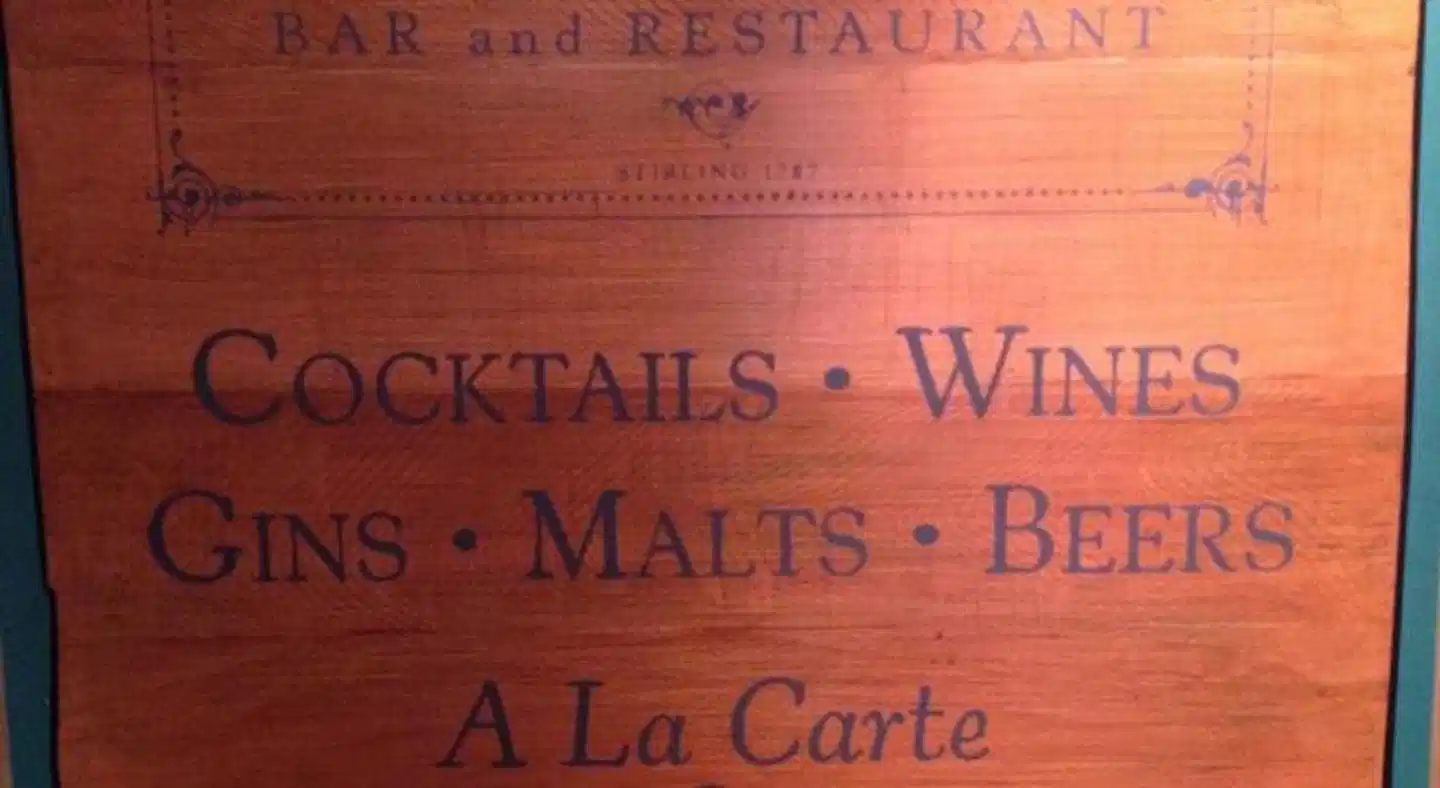 BAR and RESTAURANT
STIRLING 1787
COCKTAILS • WINES
GINS • MALTS • BEERS
A La Carte